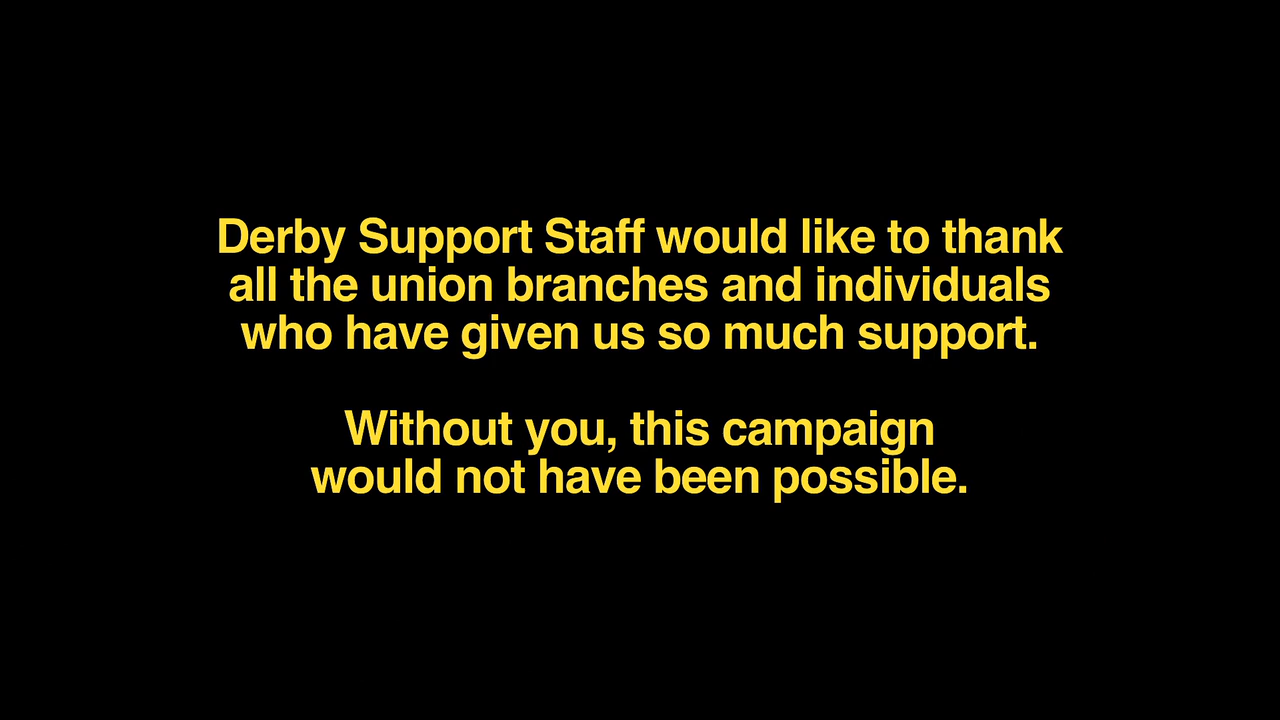 Derby Support Staff would like to thank
all the union branches and individuals
who have given us so much support.
Without you, this campaign
would not have been possible.